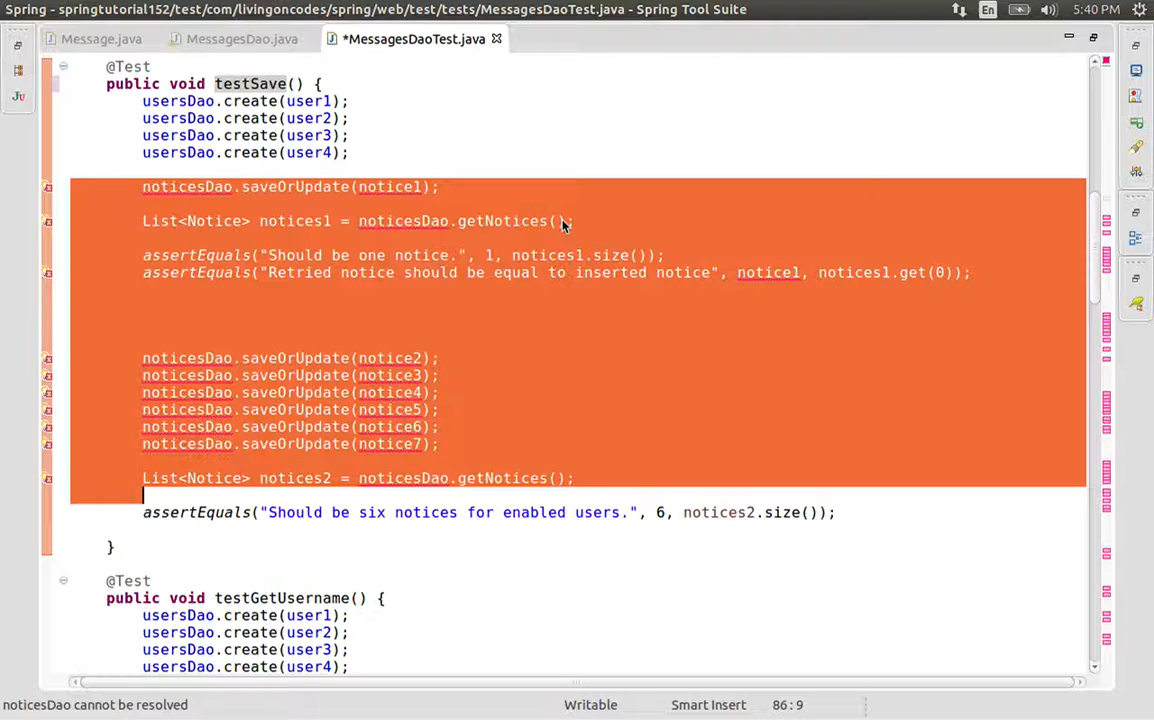 Spring - springtutorial152/test/com/livingoncodes/spring/web/test/tests/MessagesDaoTest.java - Spring Tool Suite
En
5:40 PM
Message.java
MessagesDao.java
*MessagesDaoTest.java
@Test
public void testSave() {
usersDao.create(user1);
usersDao.create(user2);
usersDao.create(user3);
usersDao.create(user4);
noticesDao.saveOrUpdate(notice1);
List<Notice> notices1 = noticesDao.getNotices();
assertEquals("Should be one notice.", 1, notices1.size());
assertEquals("Retried notice should be equal to inserted notice", notice1, notices1.get(0));
noticesDao.saveOrUpdate(notice2);
noticesDao.saveOrUpdate(notice3);
noticesDao.saveOrUpdate(notice4);
noticesDao.saveOrUpdate(notice5);
noticesDao.saveOrUpdate(notice6);
noticesDao.saveOrUpdate(notice7);
List<Notice> notices2 = noticesDao.getNotices();
assertEquals("Should be six notices for enabled users.", 6, notices2.size());
}
@Test
public void testGetUsername() {
usersDao.create(user1);
usersDao.create(user2);
usersDao.create(user3);
usersDao.create(user4);
noticesDao cannot be resolved
Writable
Smart Insert
86 : 9